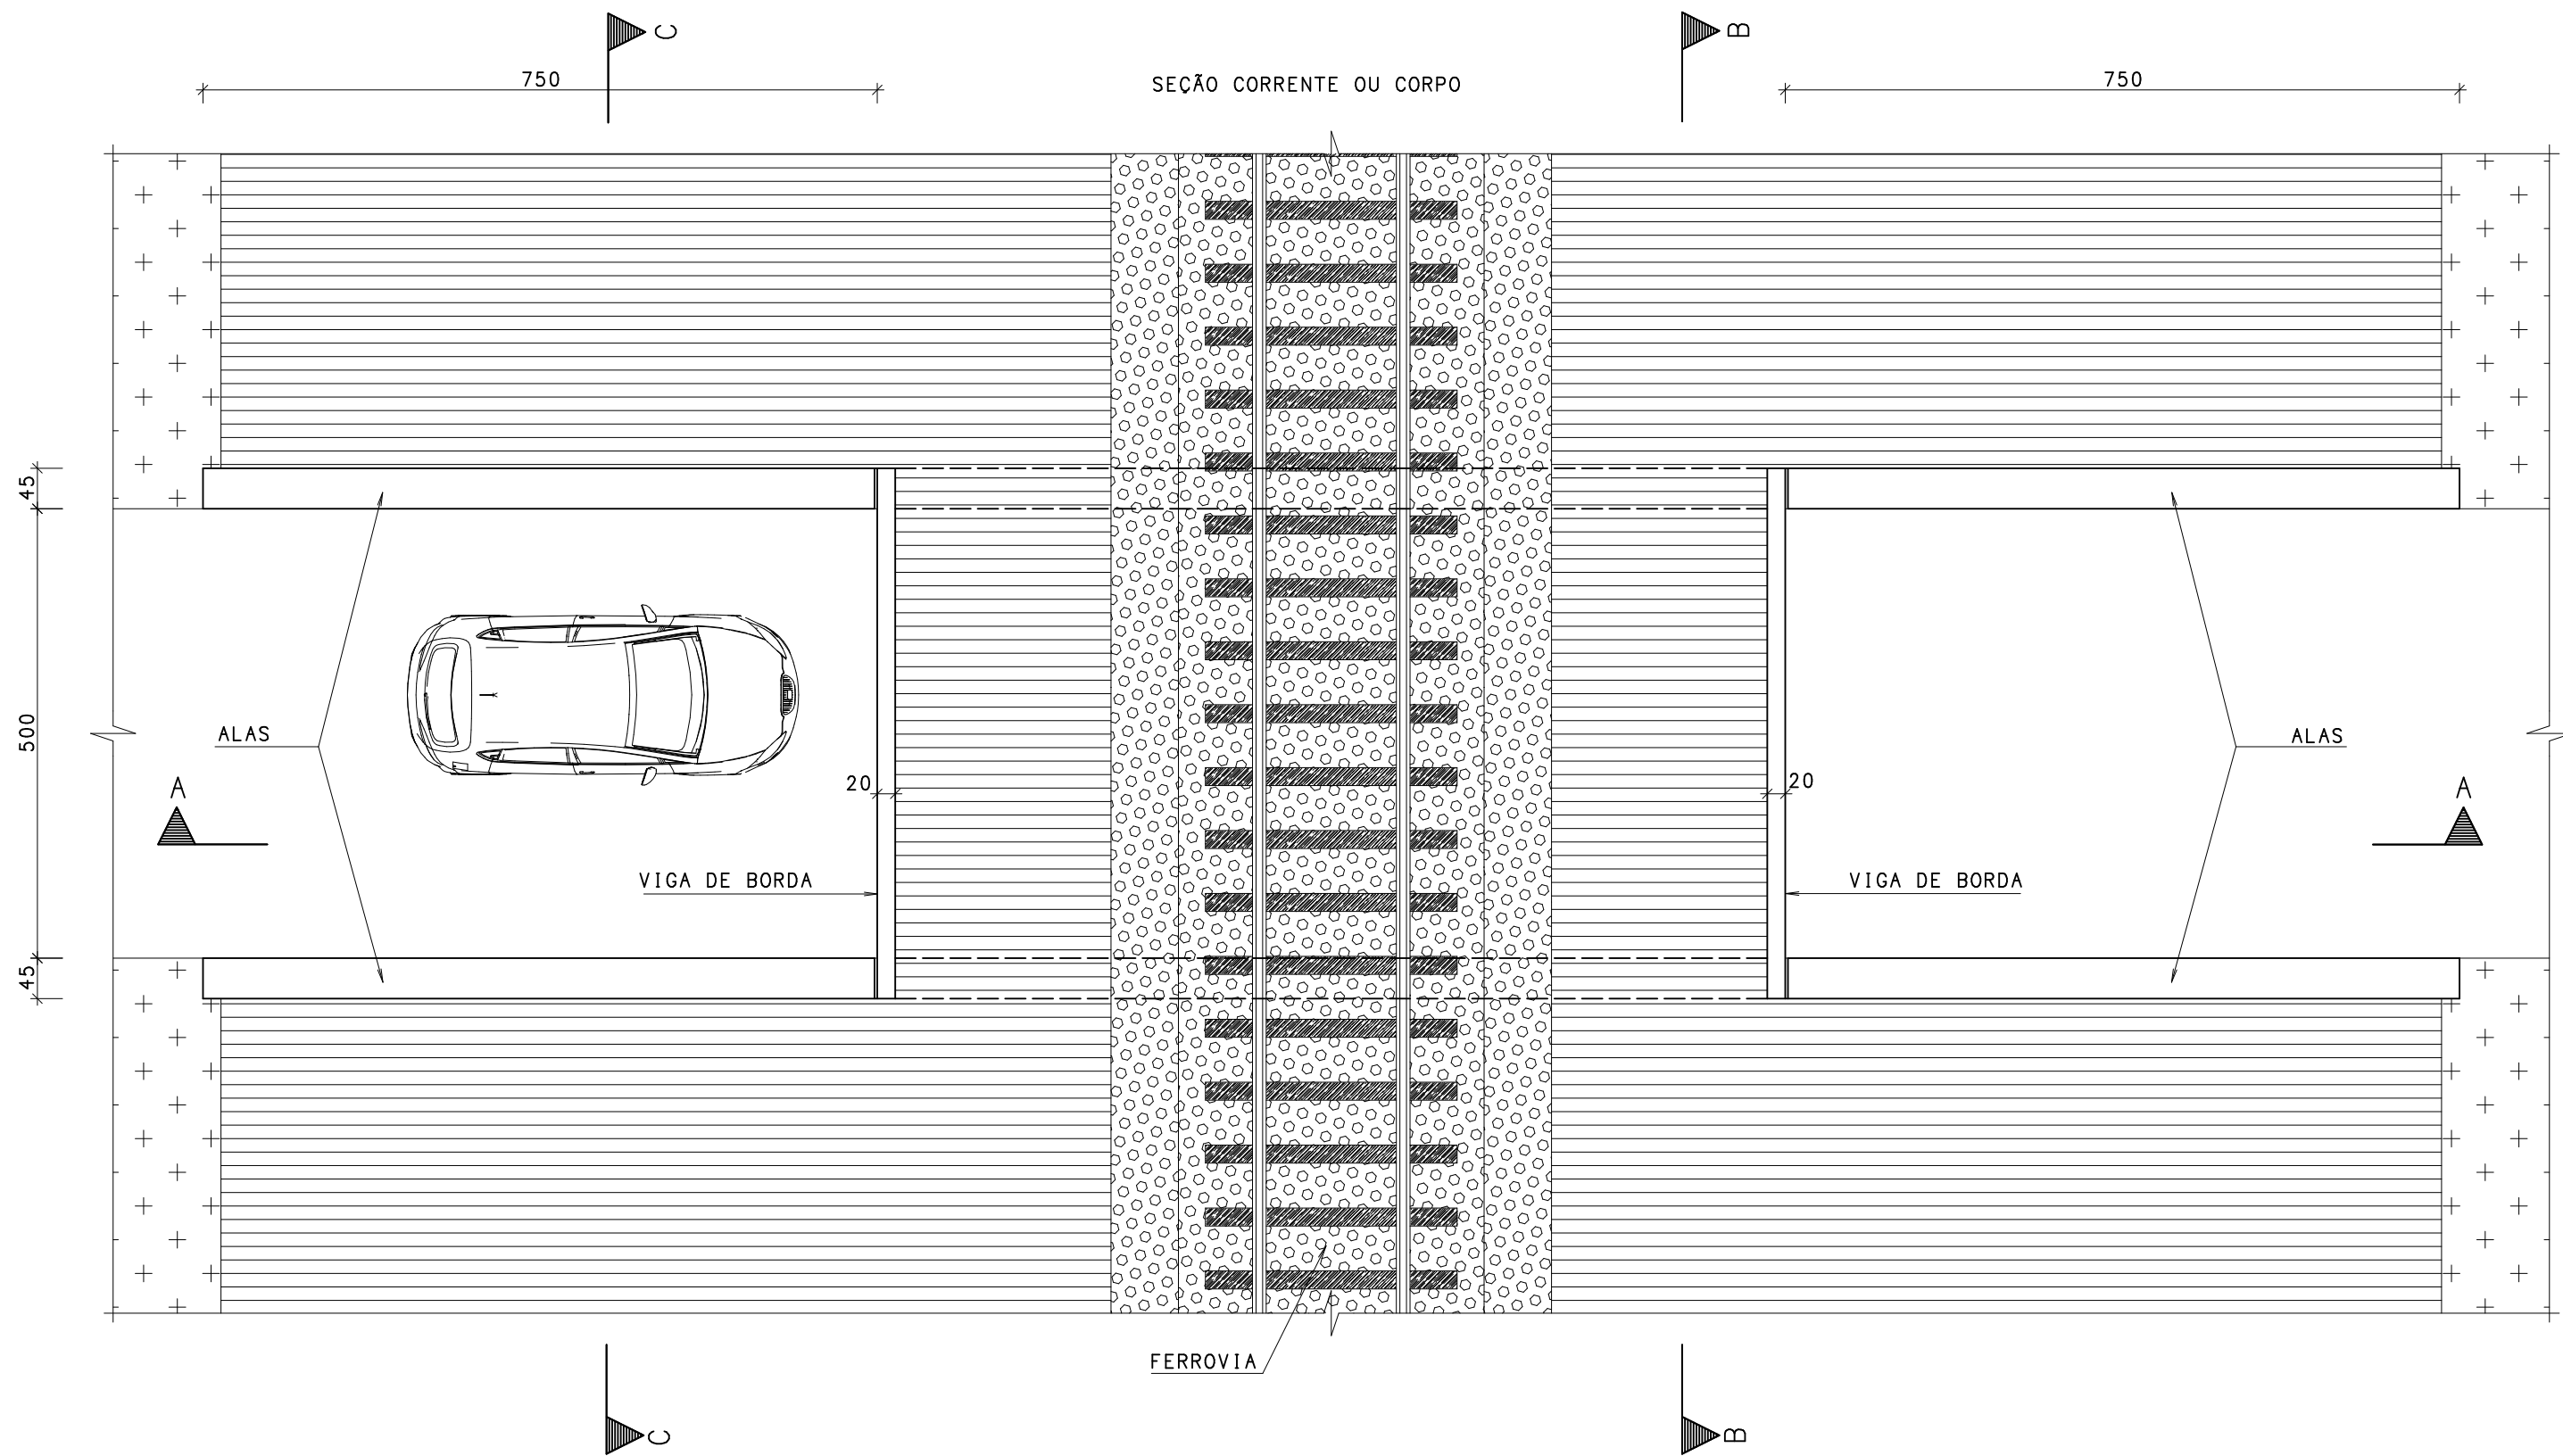 C
B
750
SEÇÃO CORRENTE OU CORPO
750
45
500
45
ALAS
ALAS
A
A
20
20
VIGA DE BORDA
VIGA DE BORDA
FERROVIA
C
B